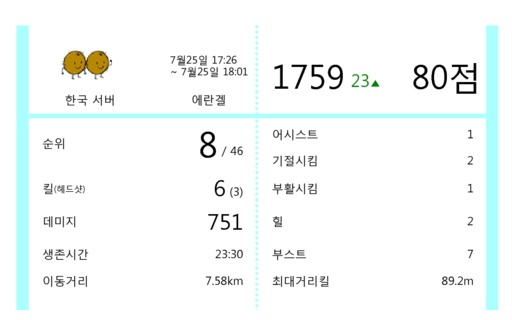 7월25일 17:26
~ 7월25일 18:01
한국 서버
에란겔
1759 23▲ 80점
순위 8 / 46
킬(헤드샷) 6 (3)
데미지 751
생존시간 23:30
이동거리 7.58km
어시스트 1
기절시킴 2
부활시킴 1
힐 2
부스트 7
최대거리킬 89.2m